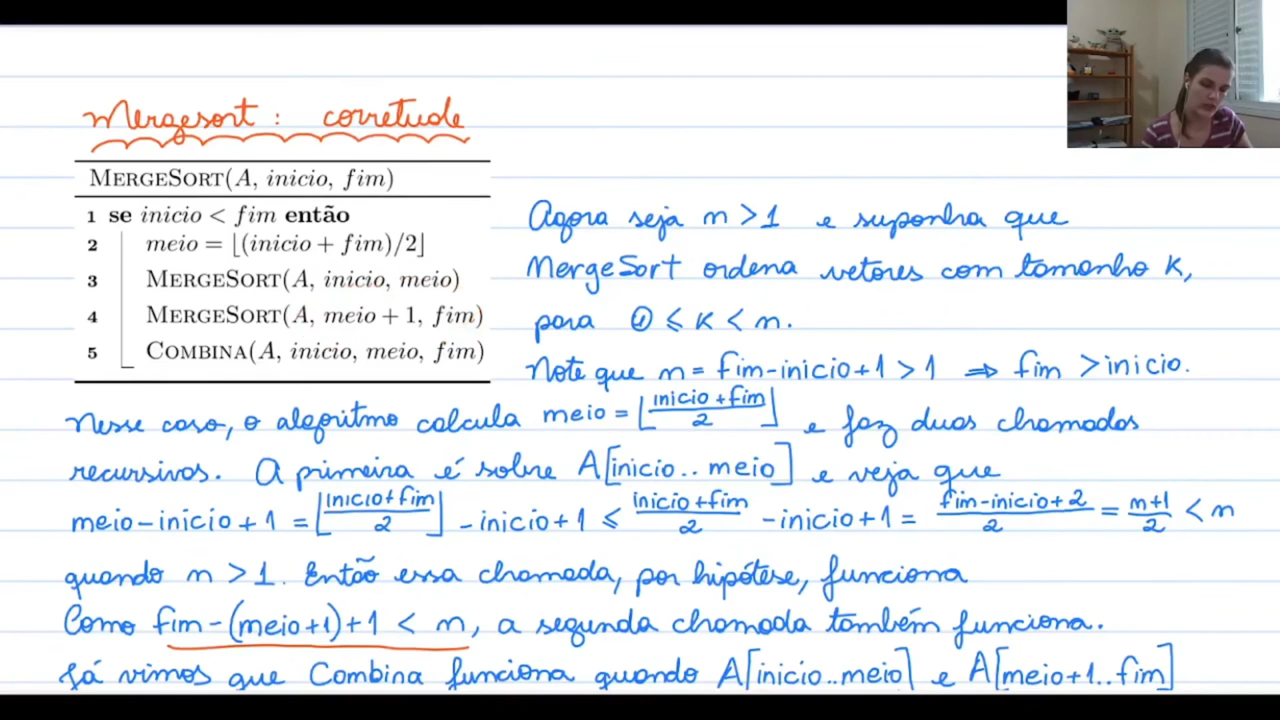 Mergesort: corretude
MERGESORT(A, inicio, fim)
1 se inicio < fim então
2 meio = ⌊(inicio + fim)/2⌋
3 MERGESORT(A, inicio, meio)
4 MERGESORT(A, meio + 1, fim)
5 COMBINA(A, inicio, meio, fim)
Agora seja n > 1 e suponha que
MergeSort ordena vetores com tamanho K,
para 1 ≤ K < n.
Note que n = fim-inicio+1 > 1 ⇒ fim > inicio.
Nesse caso, o algoritmo calcula meio = ⌊(inicio+fim)/2⌋ e faz duas chamadas
recursivas. A primeira é sobre A[inicio..meio] e veja que
meio-inicio+1 = ⌊(inicio+fim)/2⌋ - inicio+1 ≤ (inicio+fim)/2 - inicio+1 = (fim-inicio+2)/2 = (n+1)/2 < n
quando n > 1. Então essa chamada, por hipótese, funciona
Como fim-(meio+1)+1 < n, a segunda chamada também funciona.
Já vimos que Combina funciona quando A[inicio..meio] e A[meio+1..fim]